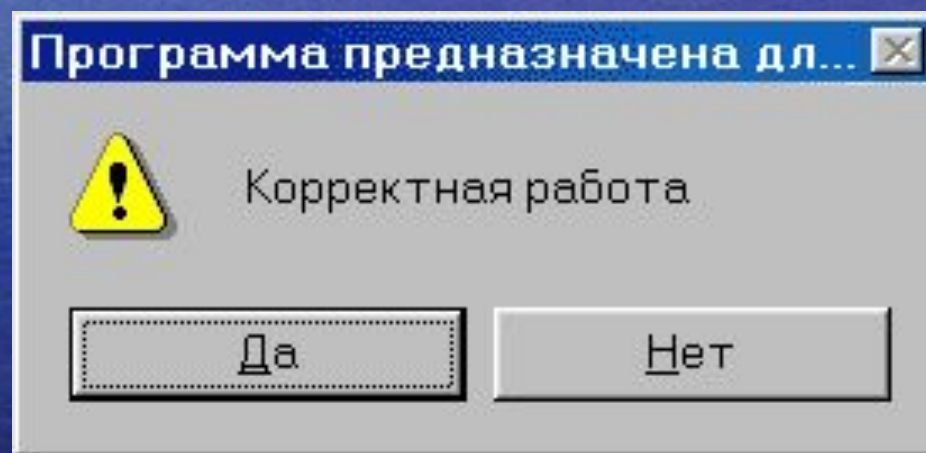 Программа предназначена дл...
Корректная работа
Да
Нет